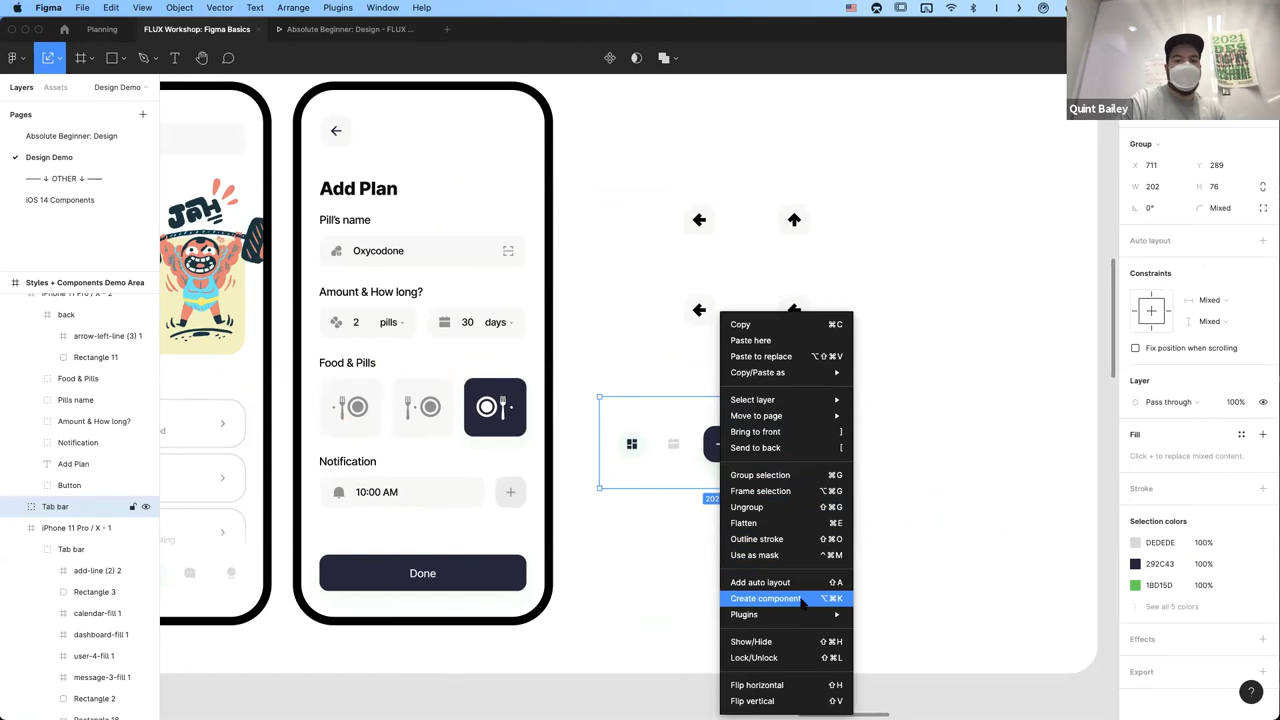 Figma File Edit View Object Text Arrange Vector Plugins Window Help
Planning
FLUX Workshop: Figma Basics
Absolute Beginner: Design - FLUX ...
Quint Bailey
Layers
Assets
Design Demo
Pages
Absolute Beginner: Design
Design Demo
—— ↓ OTHER ↓ ——
iOS 14 Components
Styles + Components Demo Area
iPhone 11 Pro / X - 2
back
arrow-left-line (3) 1
Rectangle 11
Food & Pills
Pills name
Amount & How long?
Notification
Add Plan
Button
Tab bar
iPhone 11 Pro / X - 1
Tab bar
add-line (2) 2
Rectangle 3
calendar-fill 1
dashboard-fill 1
user-4-fill 1
message-3-fill 1
Rectangle 2
Rectangle 18
JAH
Add Plan
Pill's name
Oxycodone
Amount & How long?
2 pills
30 days
Food & Pills
Notification
10:00 AM
Done
202
Copy ⌘C
Paste here
Paste to replace ⌥⇧⌘V
Copy/Paste as
Select layer
Move to page
Bring to front ]
Send to back [
Group selection ⌘G
Frame selection ⌥⌘G
Ungroup ⇧⌘G
Flatten ⌘E
Outline stroke ⇧⌘O
Use as mask ^⌘M
Add auto layout ⇧A
Create component ⌥⌘K
Plugins
Show/Hide ⇧⌘H
Lock/Unlock ⇧⌘L
Flip horizontal ⇧H
Flip vertical ⇧V
Group
X 711 Y 289
W 202 H 76
0° Mixed
Auto layout
Constraints
Mixed
Mixed
Fix position when scrolling
Layer
Pass through 100%
Fill
Click + to replace mixed content.
Stroke
Selection colors
DEDEDE 100%
292C43 100%
1BD15D 100%
See all 5 colors
Effects
Export
?